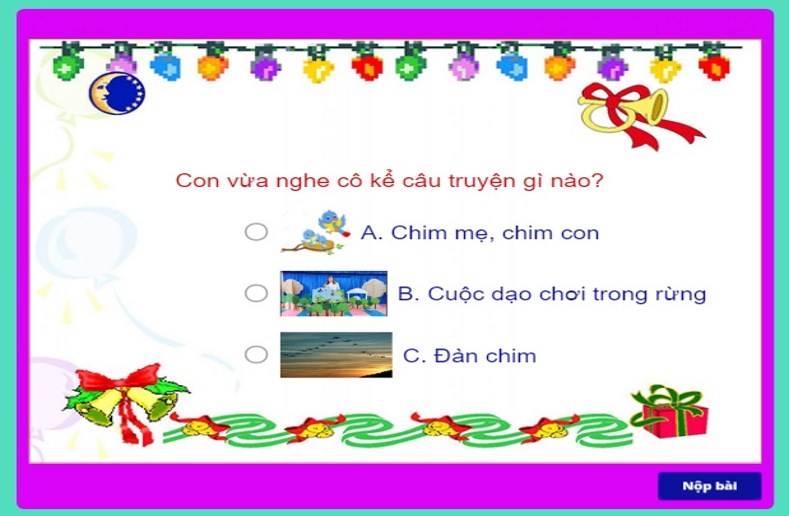 Con vừa nghe cô kể câu truyện gì nào?
A. Chim mẹ, chim con
B. Cuộc dạo chơi trong rừng
C. Đàn chim
Nộp bài